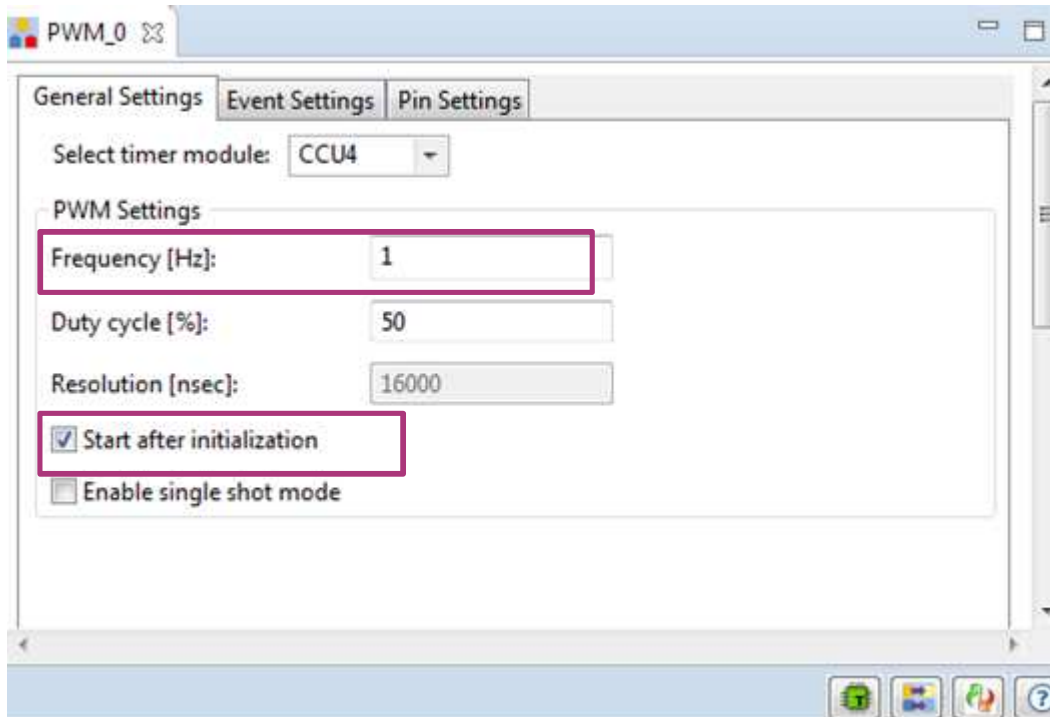 PWM_0
General Settings Event Settings Pin Settings
Select timer module: CCU4
PWM Settings
Frequency [Hz]: 1
Duty cycle [%]: 50
Resolution [nsec]: 16000
Start after initialization
Enable single shot mode